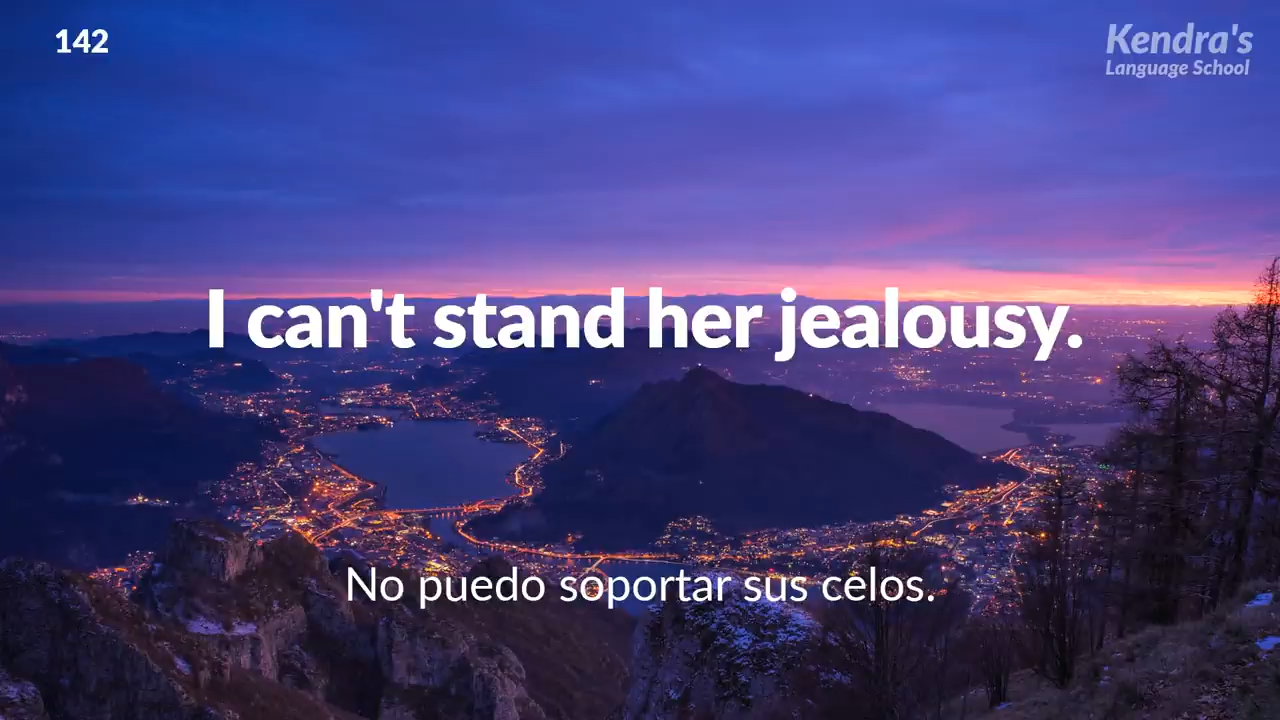 142
Kendra's
Language School
I can't stand her jealousy.
No puedo soportar sus celos.